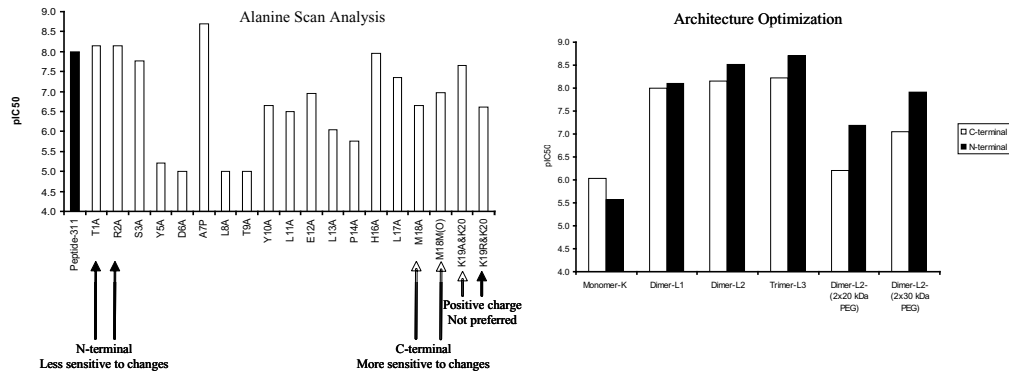 Alanine Scan Analysis
9.0
8.5
8.0
7.5
7.0
6.5
6.0
5.5
5.0
4.5
4.0
pIC50
Peptide-311
T1A
R2A
S3A
Y5A
D6A
A7P
L8A
T9A
Y10A
L11A
E12A
L13A
P14A
H16A
L17A
M18A
M18M(O)
K19A&K20
K19R&K20
Positive charge
Not preferred
N-terminal
Less sensitive to changes
C-terminal
More sensitive to changes
Architecture Optimization
9.0
8.5
8.0
7.5
7.0
6.5
6.0
5.5
5.0
4.5
4.0
pIC50
Monomer-K
Dimer-L1
Dimer-L2
Trimer-L3
Dimer-L2-
(2x20 kDa
PEG)
Dimer-L2-
(2x30 kDa
PEG)
C-terminal
N-terminal